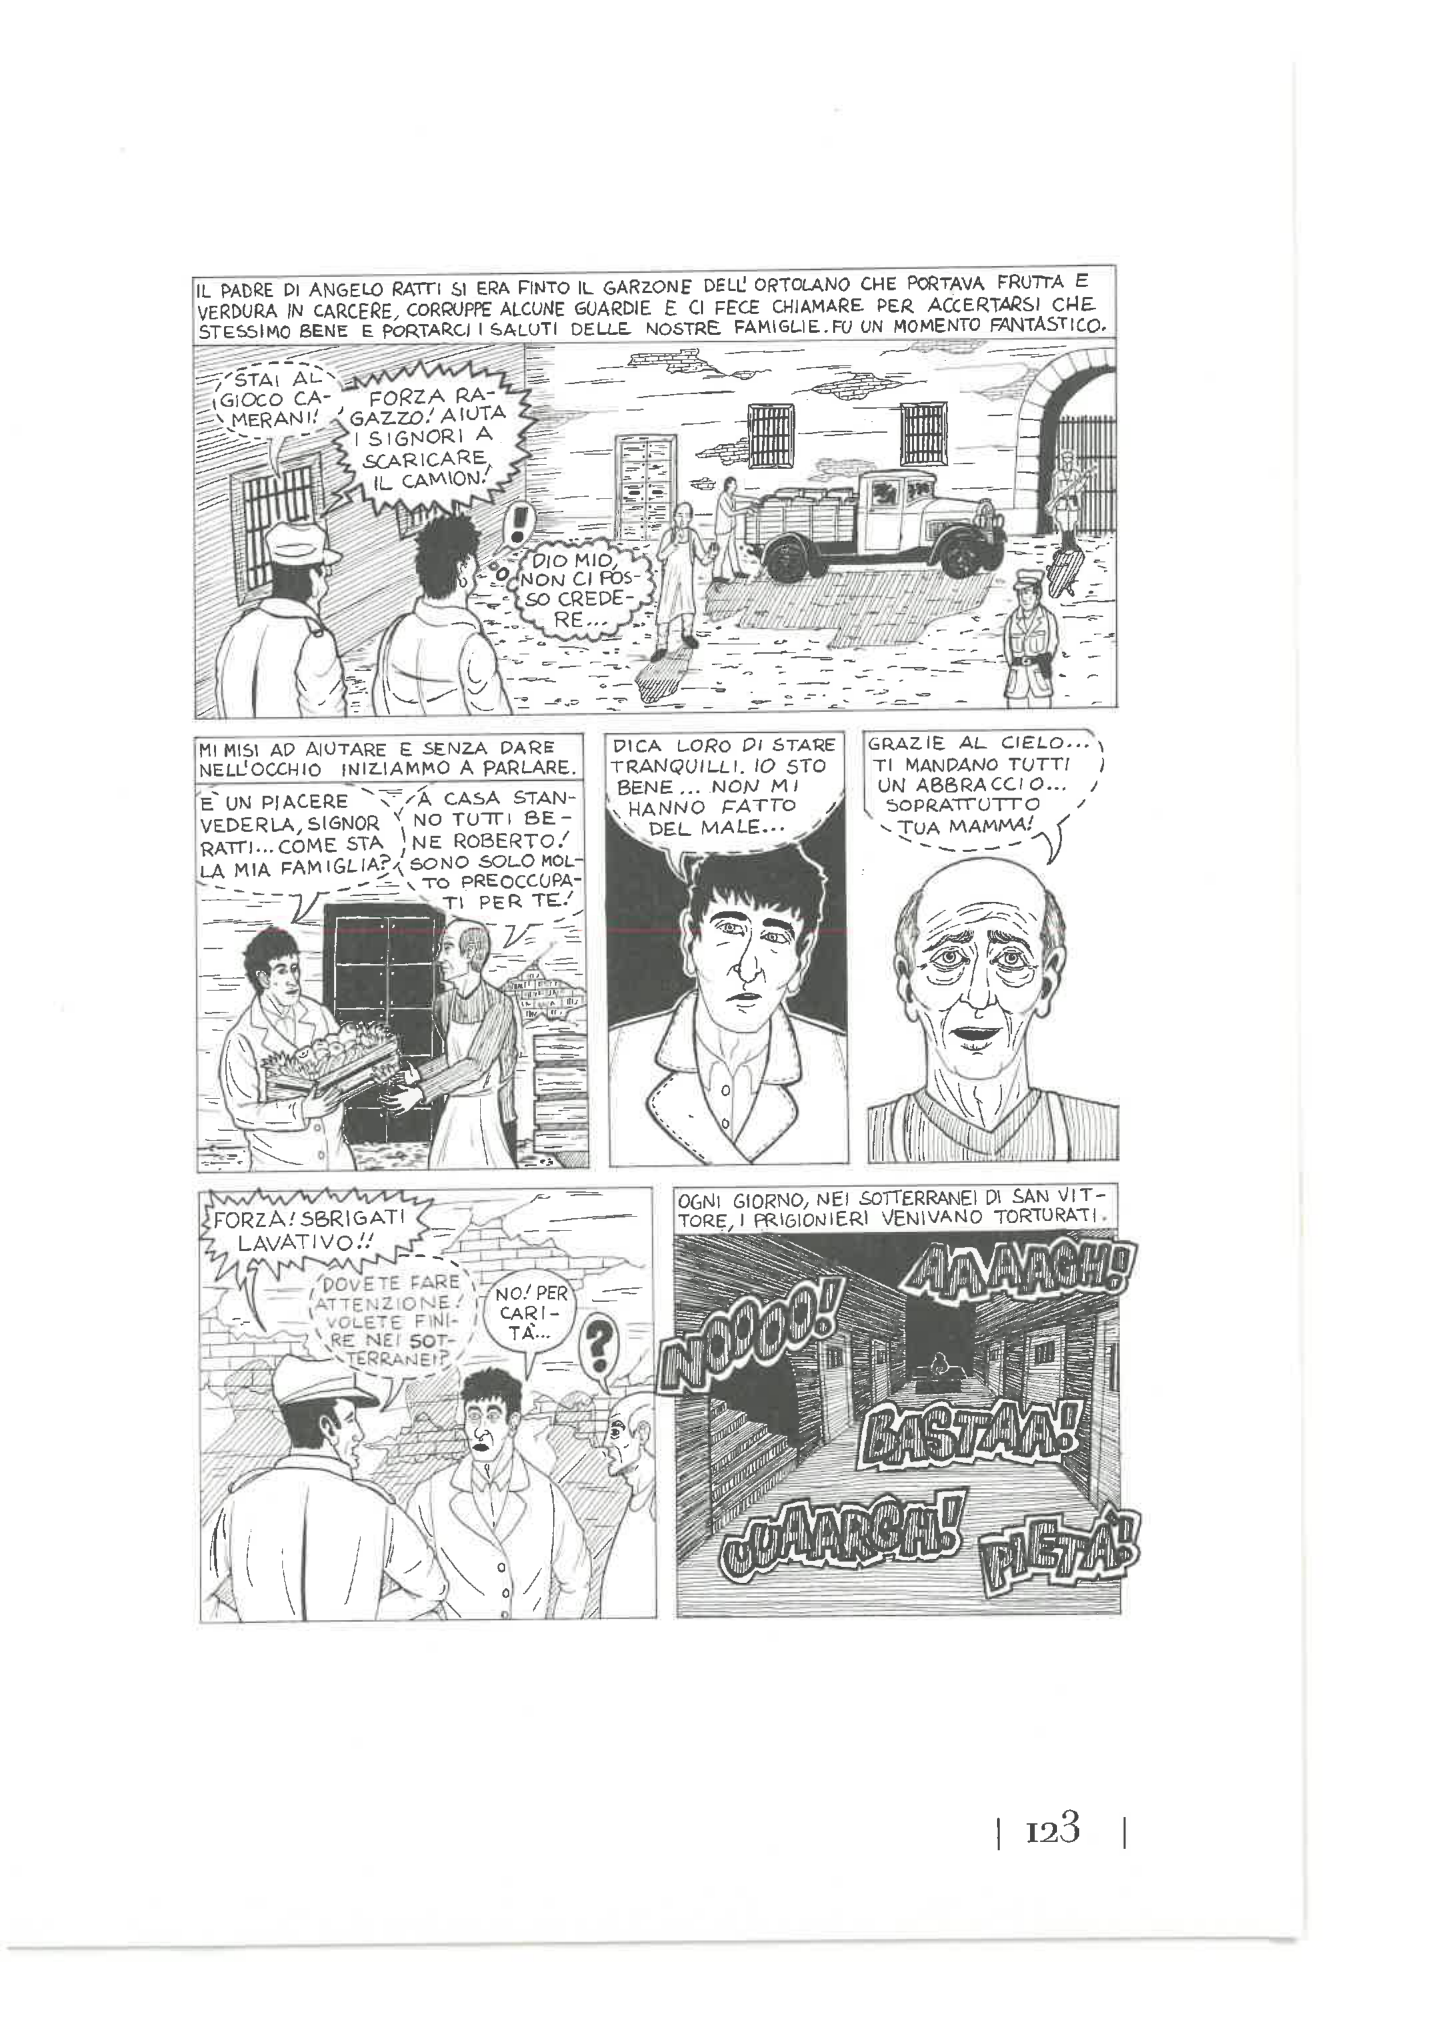 IL PADRE DI ANGELO RATTI SI ERA FINTO IL GARZONE DELL'ORTOLANO CHE PORTAVA FRUTTA E
VERDURA IN CARCERE, CORRUPPE ALCUNE GUARDIE E CI FECE CHIAMARE PER ACCERTARSI CHE
STESSIMO BENE E PORTARCI I SALUTI DELLE NOSTRE FAMIGLIE. FU UN MOMENTO FANTASTICO.
STAI AL
GIOCO CA-
MERANI!
FORZA RA-
GAZZO! AIUTA
I SIGNORI A
SCARICARE
IL CAMION!
!
DIO MIO,
NON CI POS-
SO CREDE-
RE...
MI MISI AD AIUTARE E SENZA DARE
NELL'OCCHIO INIZIAMMO A PARLARE.
È UN PIACERE
VEDERLA, SIGNOR
RATTI... COME STA
LA MIA FAMIGLIA?
A CASA STAN-
NO TUTTI BE-
NE ROBERTO!
SONO SOLO MOL-
TO PREOCCUPA-
TI PER TE!
DICA LORO DI STARE
TRANQUILLI. IO STO
BENE... NON MI
HANNO FATTO
DEL MALE...
GRAZIE AL CIELO...
TI MANDANO TUTTI
UN ABBRACCIO...
SOPRATTUTTO
TUA MAMMA!
FORZA! SBRIGATI
LAVATIVO!!
DOVETE FARE
ATTENZIONE!
VOLETE FINI-
RE NEI SOT-
TERRANEI?
NO! PER
CARI-
TÀ...
?
OGNI GIORNO, NEI SOTTERRANEI DI SAN VIT-
TORE, I PRIGIONIERI VENIVANO TORTURATI.
AAAAGH!
NOOOO!
BASTAA!
UUAARGH!
PIETÀ!
| 123 |